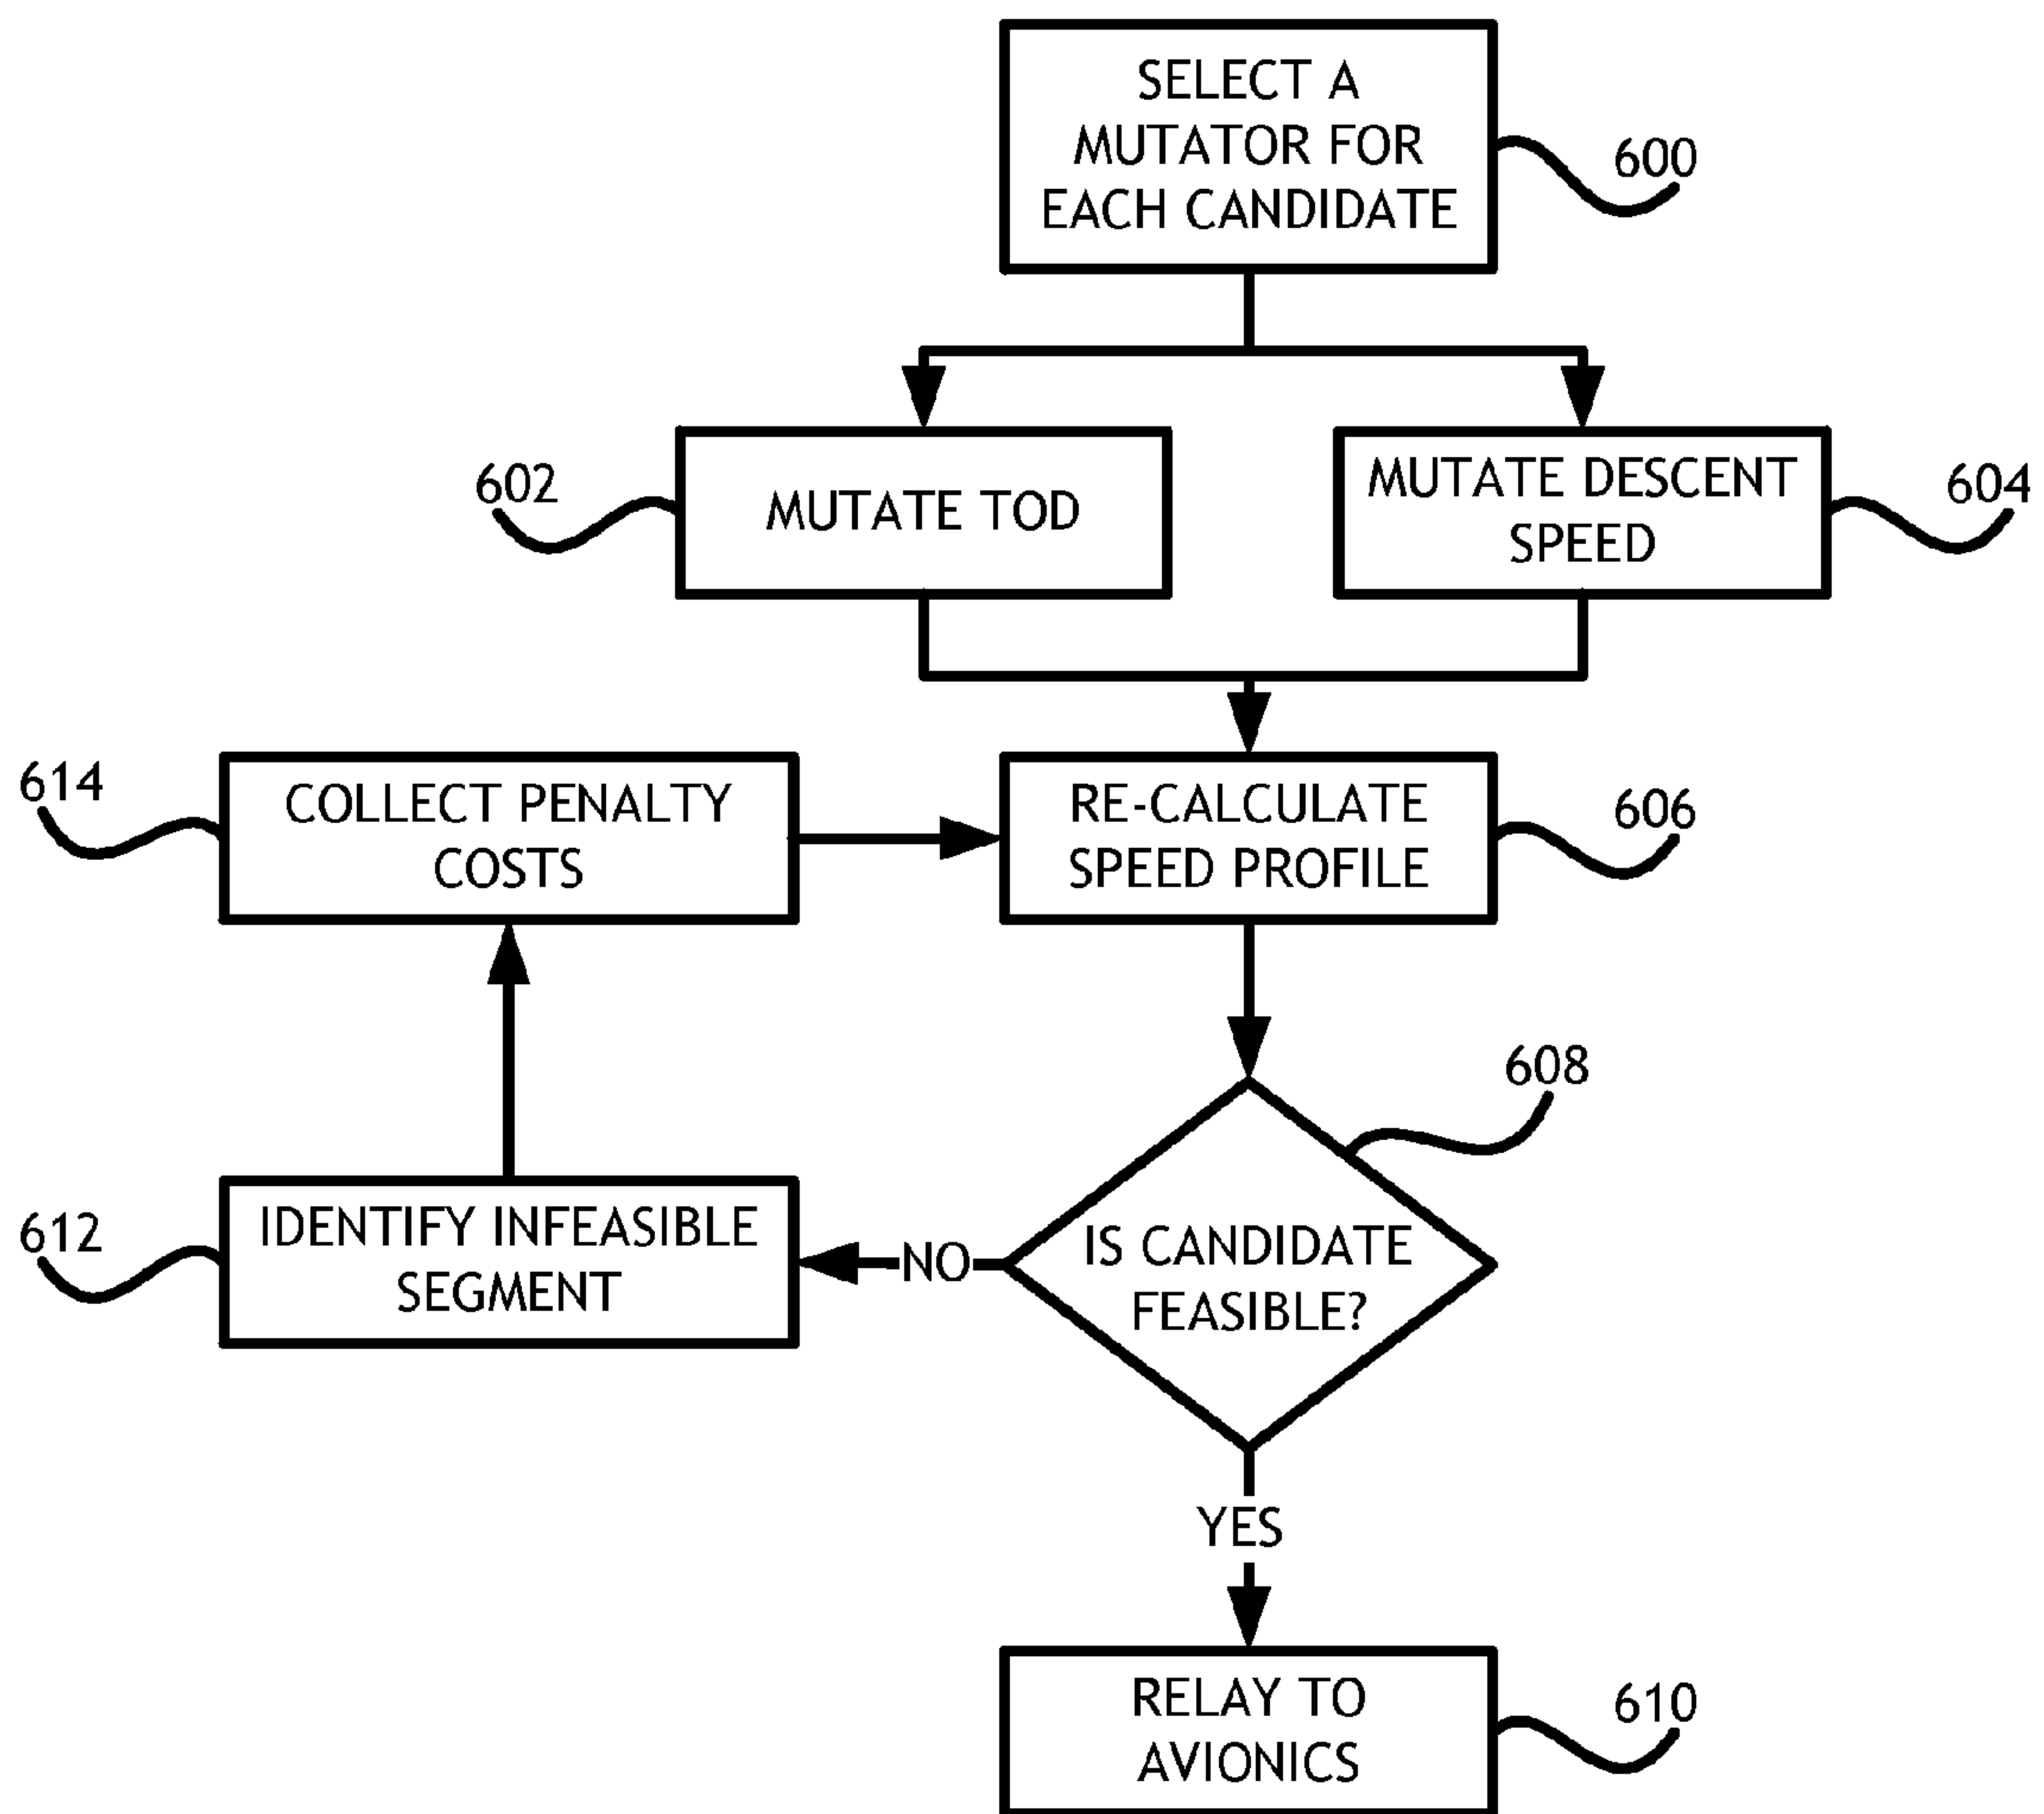 SELECT A
MUTATOR FOR
EACH CANDIDATE
600
602
MUTATE TOD
MUTATE DESCENT
SPEED
604
614
COLLECT PENALTY
COSTS
RE-CALCULATE
SPEED PROFILE
606
608
612
IDENTIFY INFEASIBLE
SEGMENT
NO
IS CANDIDATE
FEASIBLE?
YES
RELAY TO
AVIONICS
610